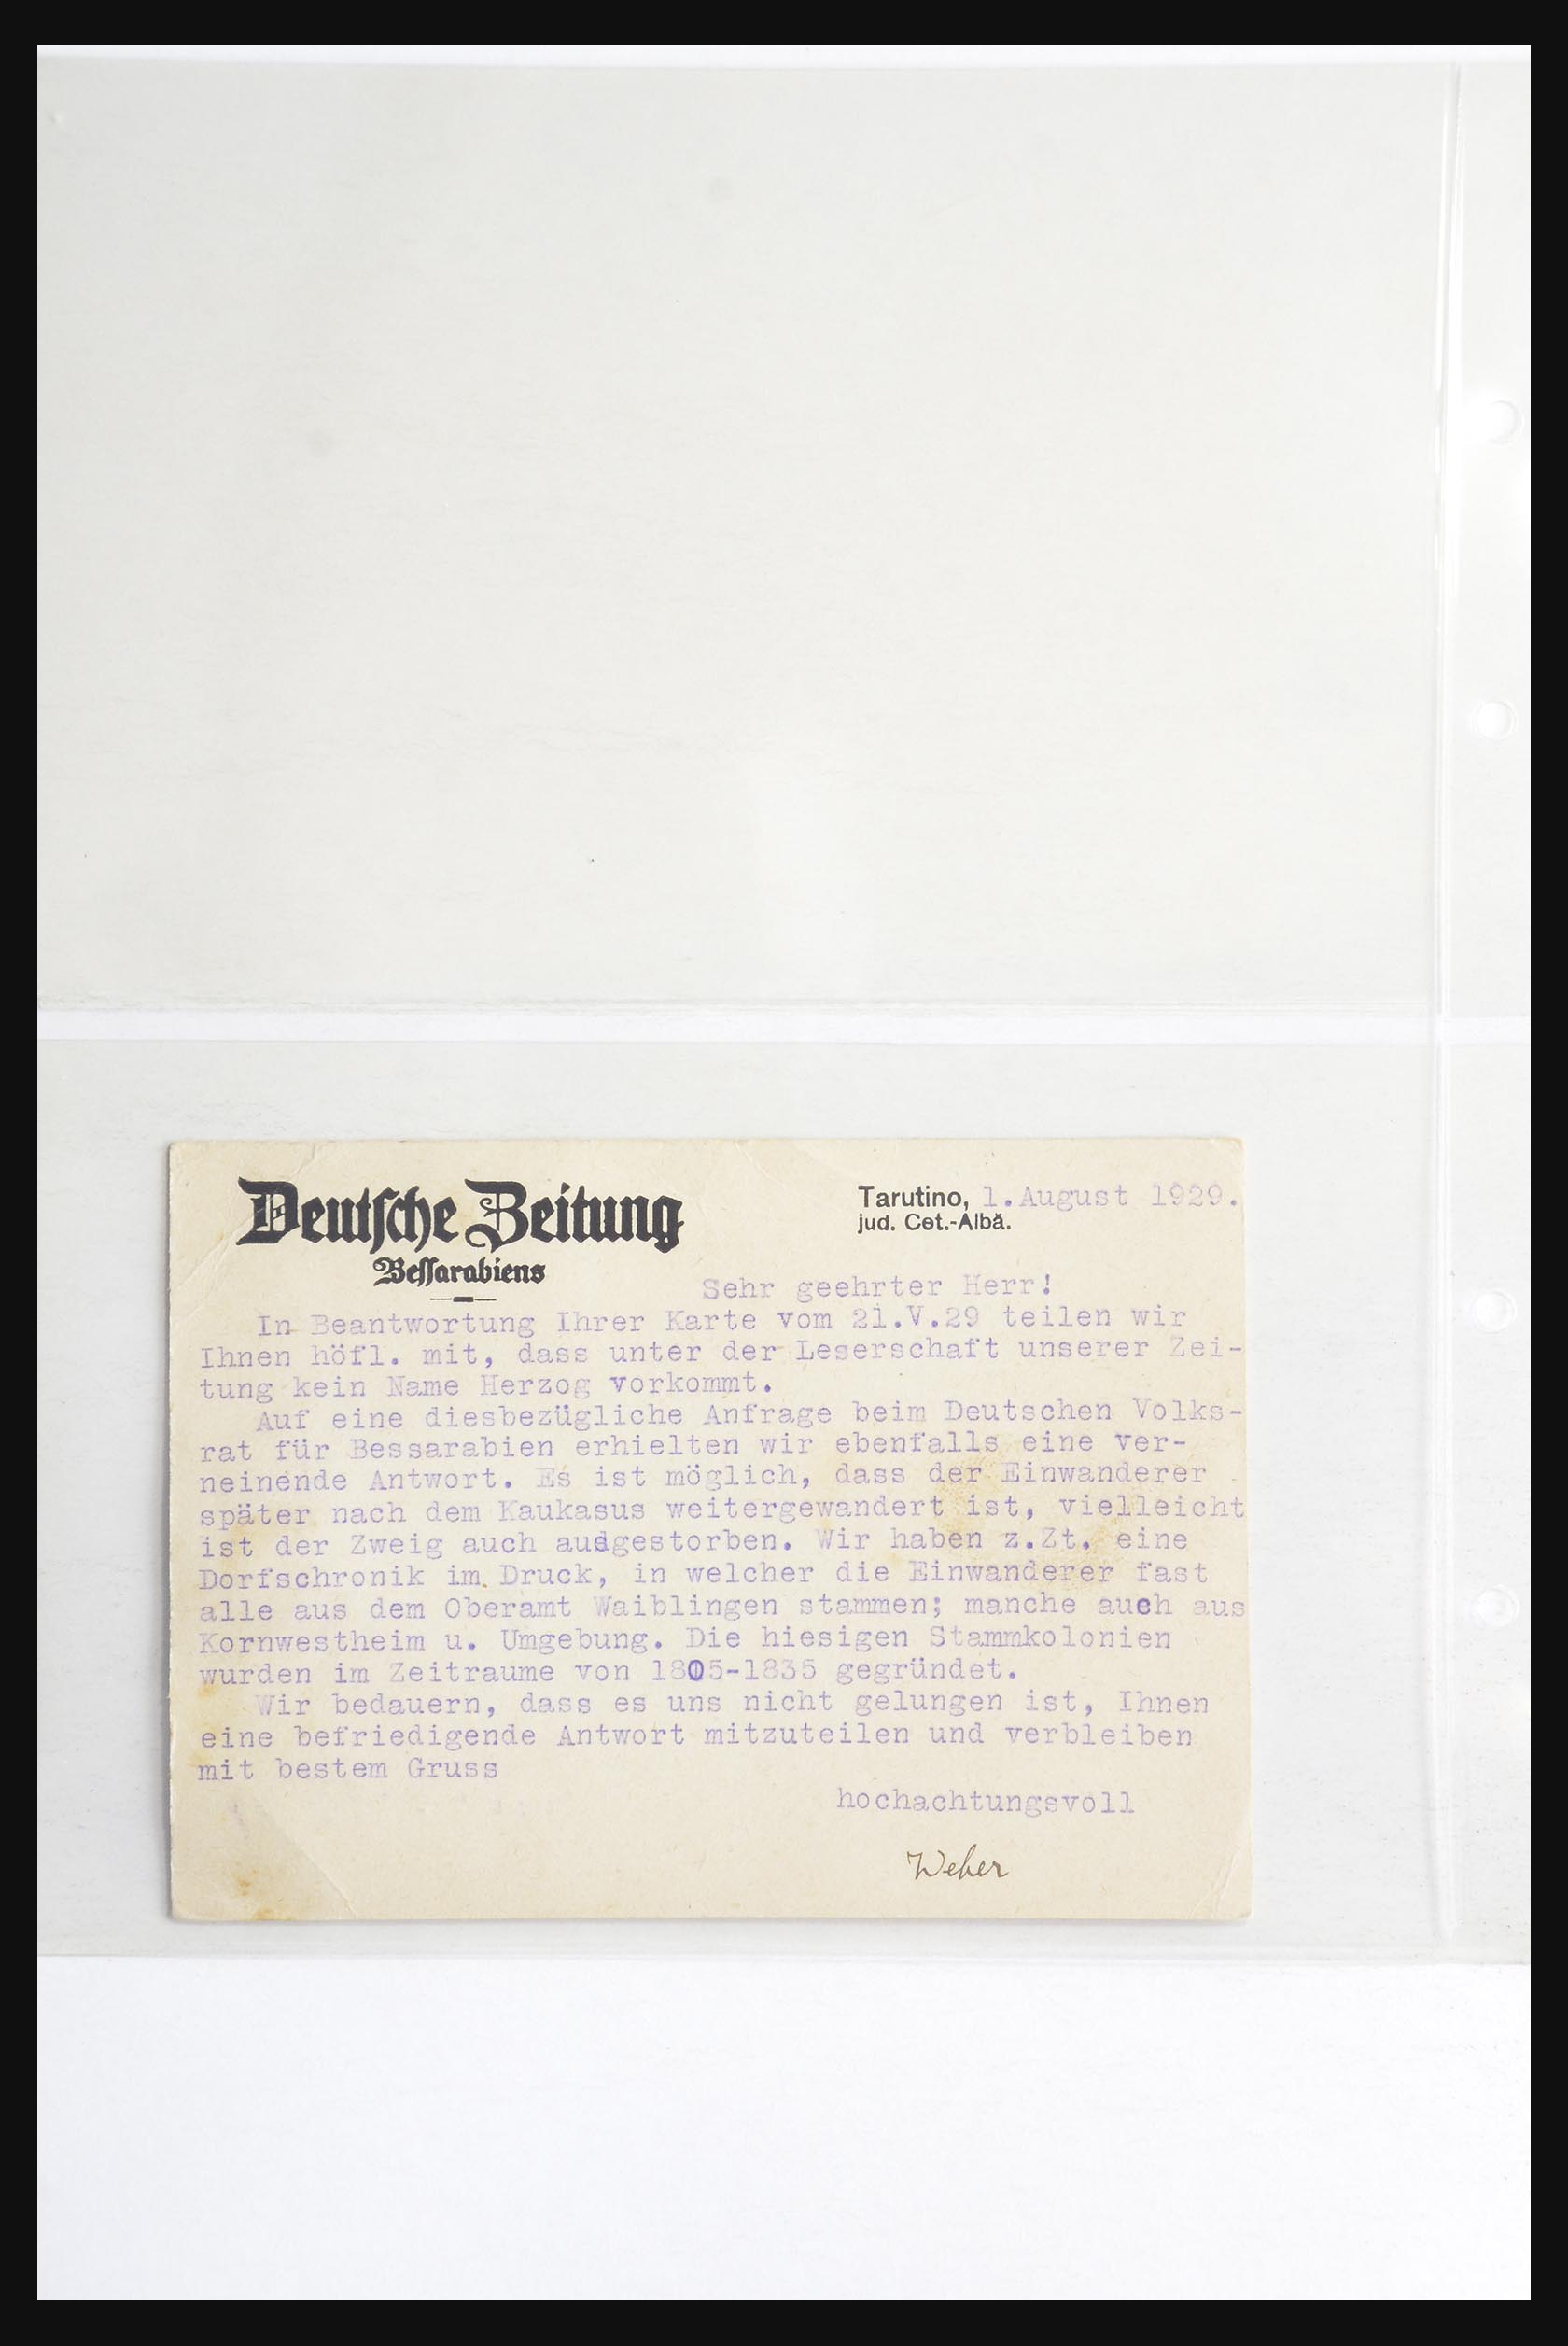 Deutsche Zeitung
Bessarabiens
Tarutino, 1.August 1929.
jud. Cet.-Albă.
Sehr geehrter Herr!
In Beantwortung Ihrer Karte vom 21.V.29 teilen wir
Ihnen höfl. mit, dass unter der Leserschaft unserer Zei-
tung kein Name Herzog vorkommt.
Auf eine diesbezügliche Anfrage beim Deutschen Volks-
rat für Bessarabien erhielten wir ebenfalls eine ver-
neinende Antwort. Es ist möglich, dass der Einwanderer
später nach dem Kaukasus weitergewandert ist, vielleicht
ist der Zweig auch ausgestorben. Wir haben z.Zt. eine
Dorfschronik im Druck, in welcher die Einwanderer fast
alle aus dem Oberamt Waiblingen stammen; manche auch aus
Kornwestheim u. Umgebung. Die hiesigen Stammkolonien
wurden im Zeitraume von 1805-1835 gegründet.
Wir bedauern, dass es uns nicht gelungen ist, Ihnen
eine befriedigende Antwort mitzuteilen und verbleiben
mit bestem Gruss
hochachtungsvoll
Weber